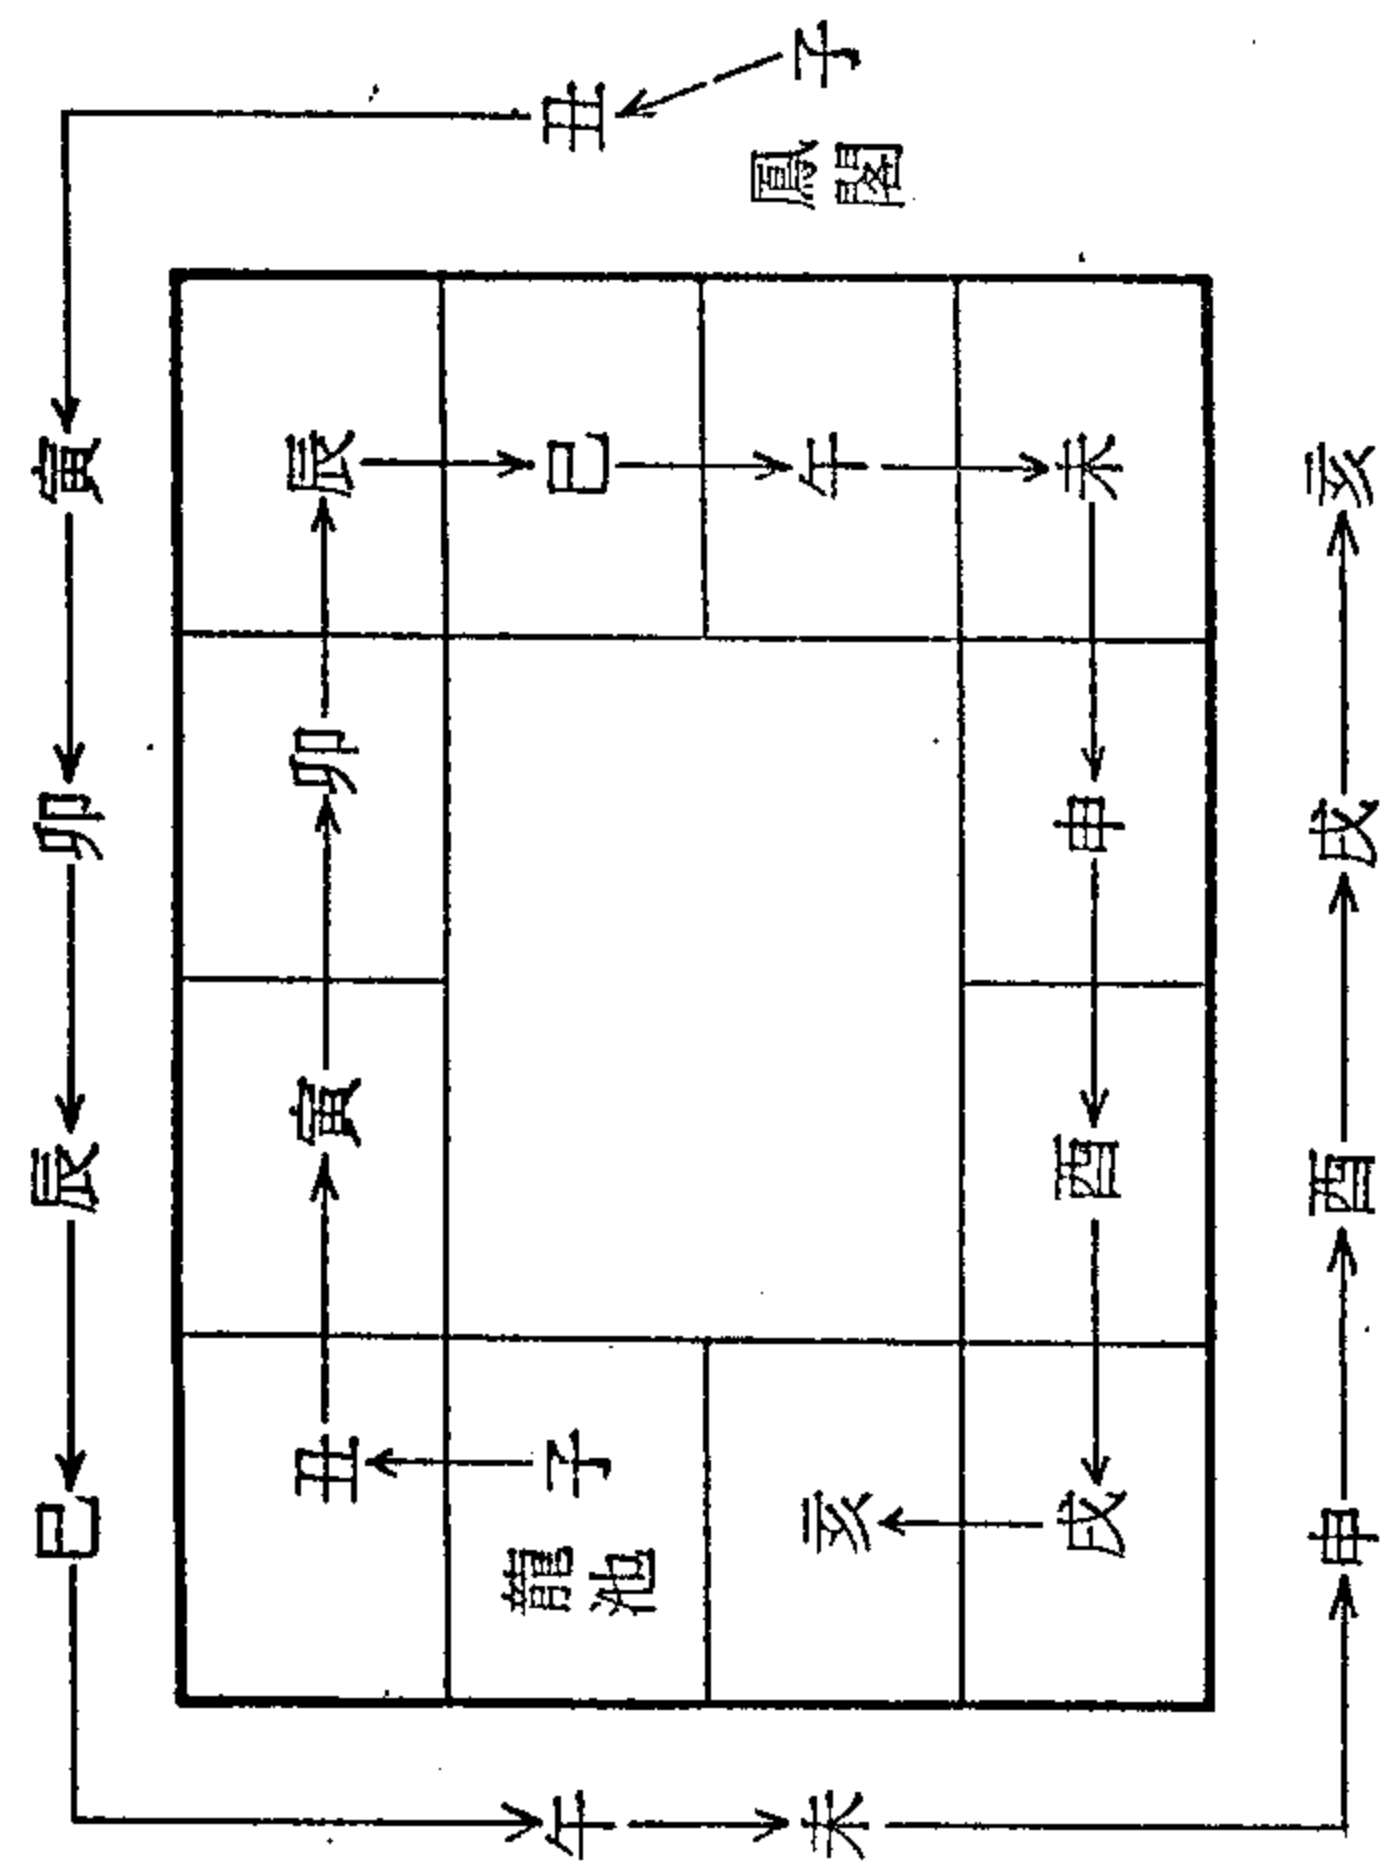 巳 辰 卯 寅
丑 寅 卯 辰
午 龍池 子 巳 丑
未 亥 午 鳳閣 子
戌 酉 申 未
申 酉 戌 亥